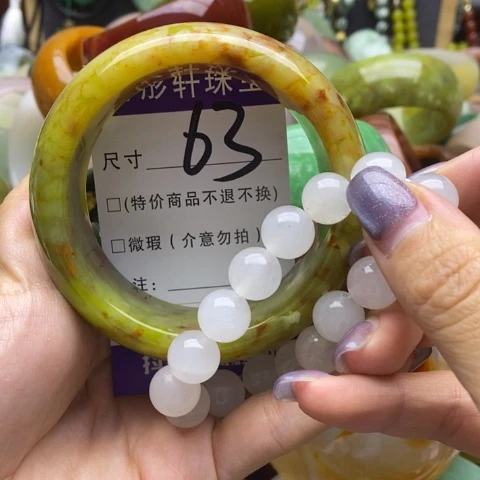 轩珠宝
尺寸 63
□(特价商品不退不换)
□微瑕（介意勿拍）
注: